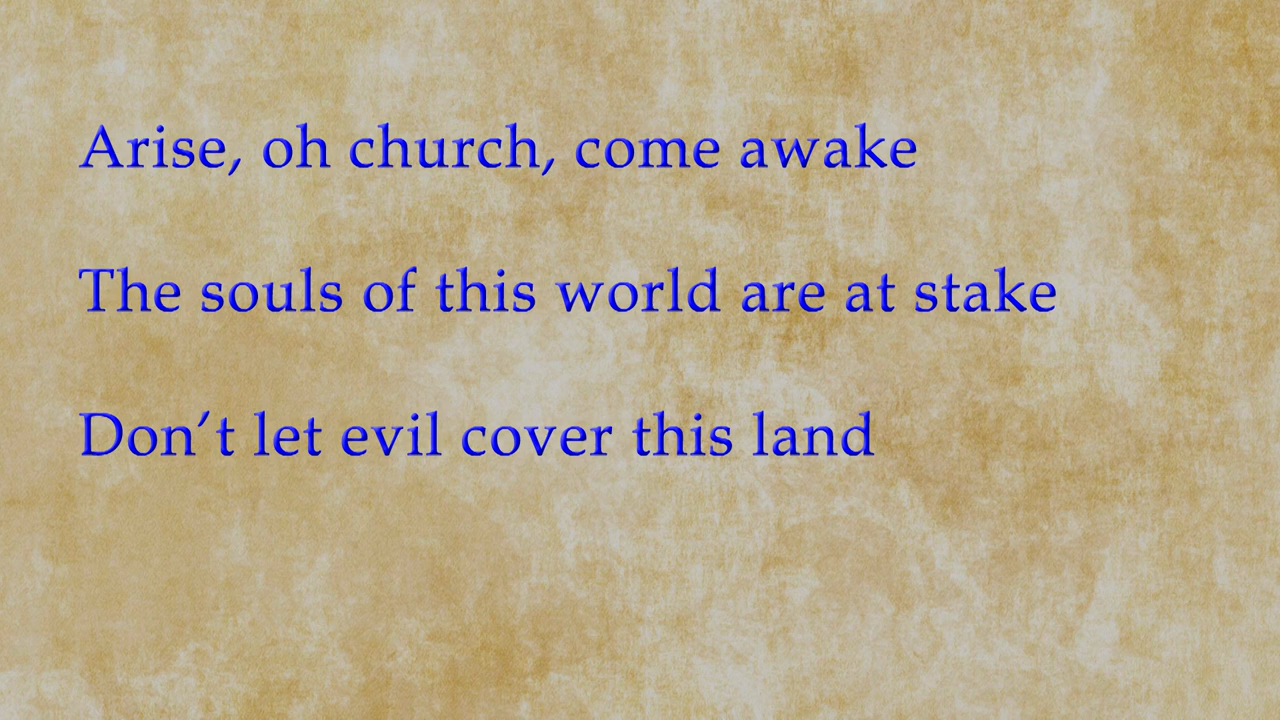 Arise, oh church, come awake
The souls of this world are at stake
Don’t let evil cover this land